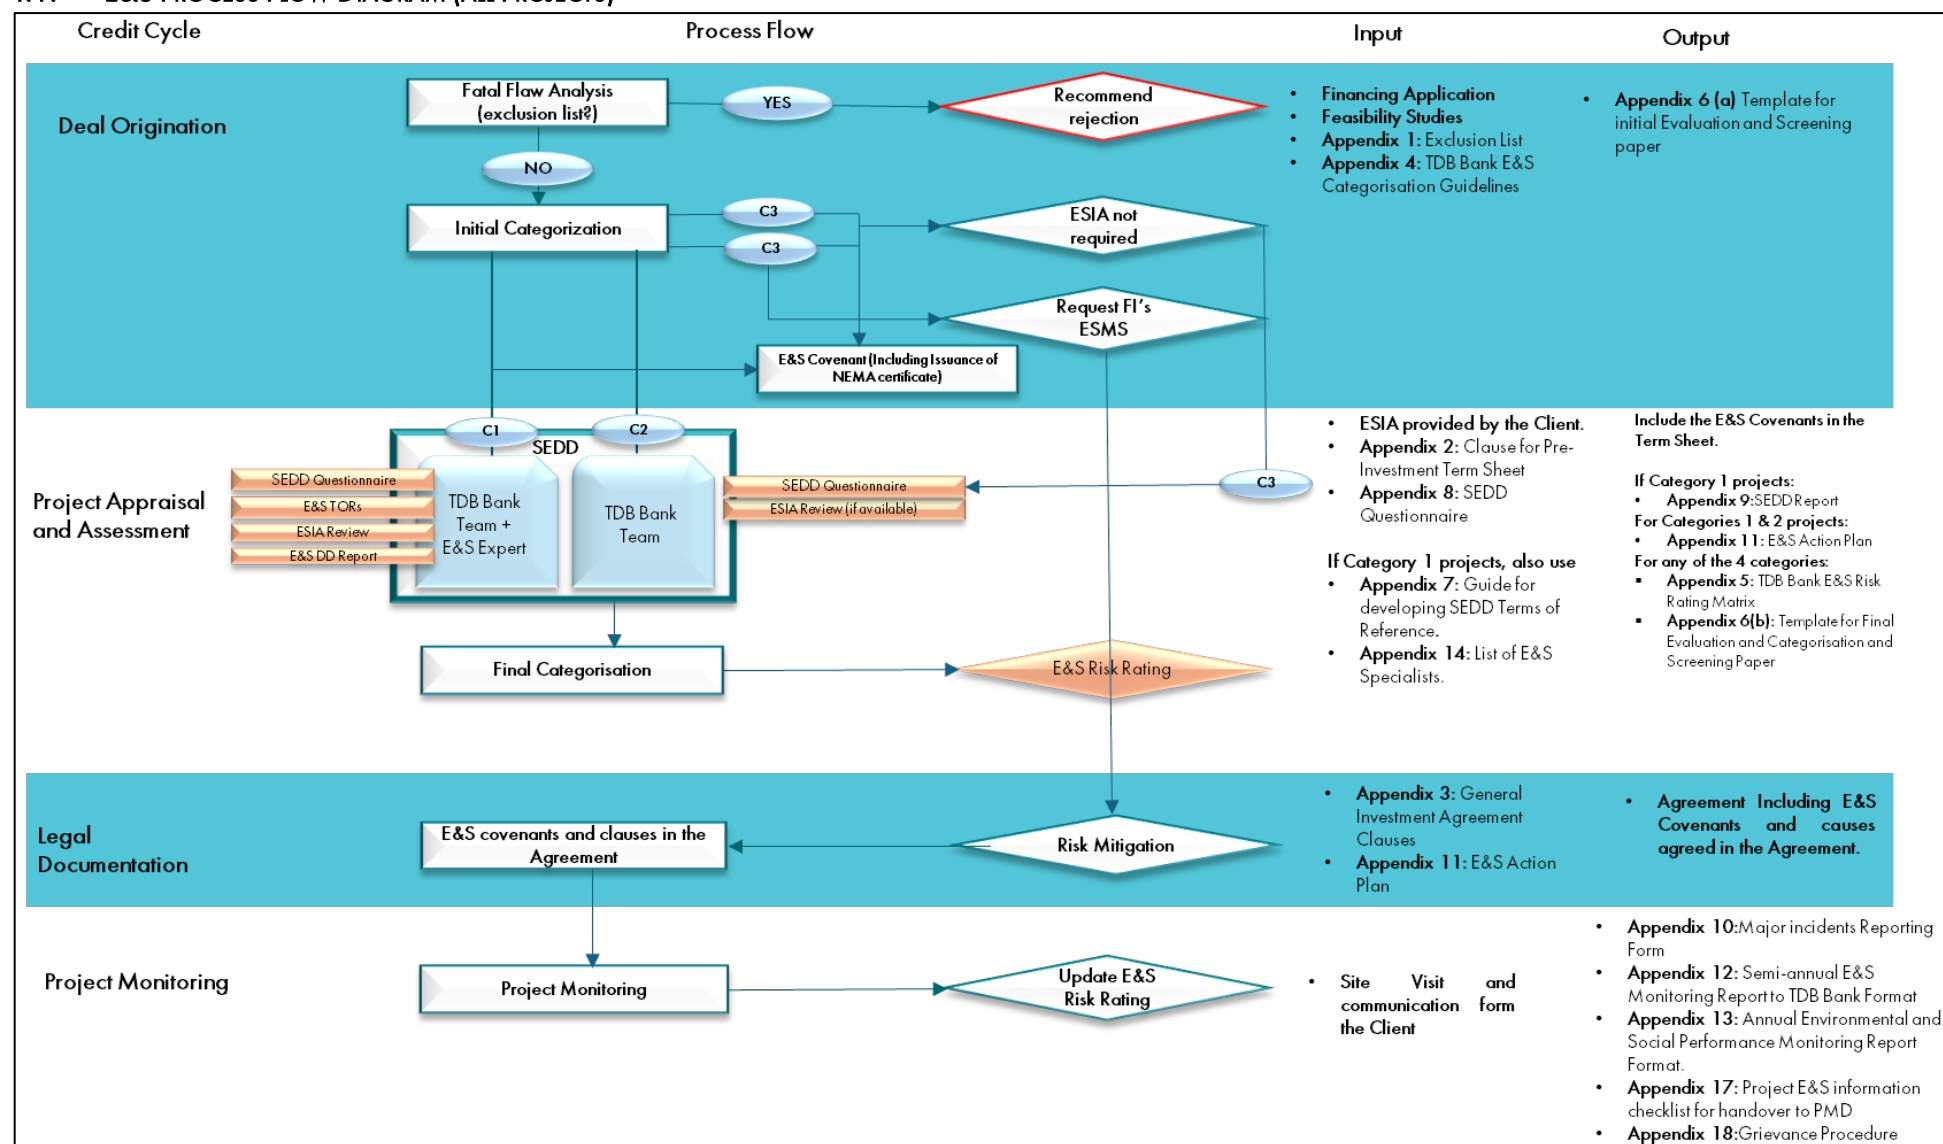 Credit Cycle
Process Flow
Input
Output
Deal Origination
Fatal Flaw Analysis
(exclusion list?)
YES
Recommend
rejection
NO
Initial Categorization
C3
C3
ESIA not
required
Request FI's
ESMS
E&S Covenant (Including Issuance of
NEMA certificate)
• Financing Application
• Feasibility Studies
• Appendix 1: Exclusion List
• Appendix 4: TDB Bank E&S
Categorisation Guidelines
• Appendix 6 (a) Template for
initial Evaluation and Screening
paper
Project Appraisal
and Assessment
C1
C2
SEDD
SEDD Questionnaire
E&S TORs
ESIA Review
E&S DD Report
TDB Bank
Team +
E&S Expert
TDB Bank
Team
SEDD Questionnaire
ESIA Review (if available)
C3
Final Categorisation
E&S Risk Rating
• ESIA provided by the Client.
• Appendix 2: Clause for Pre-
Investment Term Sheet
• Appendix 8: SEDD
Questionnaire
If Category 1 projects, also use
• Appendix 7: Guide for
developing SEDD Terms of
Reference.
• Appendix 14: List of E&S
Specialists.
Include the E&S Covenants in the
Term Sheet.
If Category 1 projects:
• Appendix 9:SEDD Report
For Categories 1 & 2 projects:
• Appendix 11: E&S Action Plan
For any of the 4 categories:
▪ Appendix 5: TDB Bank E&S Risk
Rating Matrix
▪ Appendix 6(b): Template for Final
Evaluation and Categorisation and
Screening Paper
Legal
Documentation
E&S covenants and clauses in the
Agreement
Risk Mitigation
• Appendix 3: General
Investment Agreement
Clauses
• Appendix 11: E&S Action
Plan
• Agreement Including E&S
Covenants and causes
agreed in the Agreement.
Project Monitoring
Project Monitoring
Update E&S
Risk Rating
• Site Visit and
communication form
the Client
• Appendix 10:Major incidents Reporting
Form
• Appendix 12: Semi-annual E&S
Monitoring Report to TDB Bank Format
• Appendix 13: Annual Environmental and
Social Performance Monitoring Report
Format.
• Appendix 17: Project E&S information
checklist for handover to PMD
• Appendix 18:Grievance Procedure